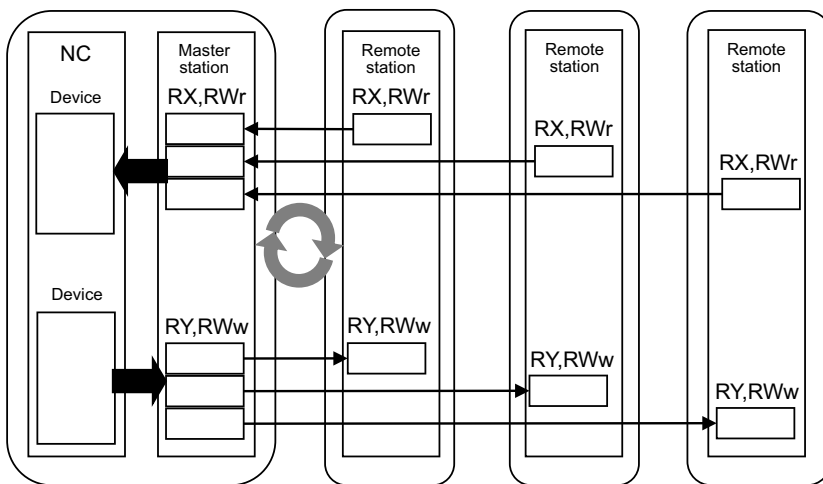 NC
Device
Device
Master
station
RX,RWr
RY,RWw
Remote
station
RX,RWr
RY,RWw
Remote
station
RX,RWr
RY,RWw
Remote
station
RX,RWr
RY,RWw